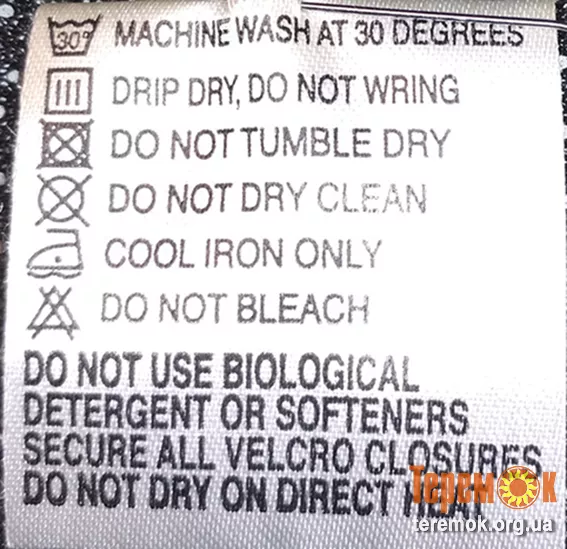 30° MACHINE WASH AT 30 DEGREES
DRIP DRY, DO NOT WRING
DO NOT TUMBLE DRY
DO NOT DRY CLEAN
COOL IRON ONLY
DO NOT BLEACH
DO NOT USE BIOLOGICAL
DETERGENT OR SOFTENERS
SECURE ALL VELCRO CLOSURES
DO NOT DRY ON DIRECT HEAT
Теремок
teremok.org.ua